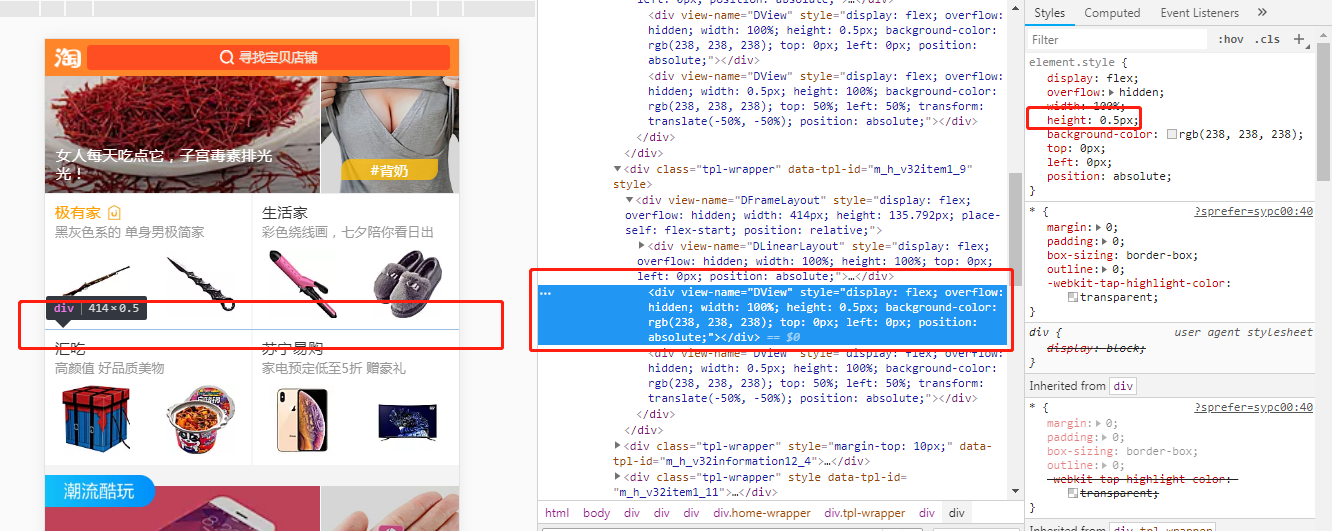 淘 寻找宝贝店铺
女人每天吃点它，子宫毒素排光
光！
#背奶
极有家
黑灰色系的 单身男极简家
生活家
彩色绕线画，七夕陪你看日出
div | 414 × 0.5
汇吃
高颜值 好品质美物
苏宁易购
家电预定低至5折 赠豪礼
潮流酷玩
<div view-name="DView" style="display: flex; overflow:
hidden; width: 100%; height: 0.5px; background-color:
rgb(238, 238, 238); top: 0px; left: 0px; position:
absolute;"></div>
<div view-name="DView" style="display: flex; overflow:
hidden; width: 0.5px; height: 100%; background-color:
rgb(238, 238, 238); top: 50%; left: 50%; transform:
translate(-50%, -50%); position: absolute;"></div>
</div>
</div>
<div class="tpl-wrapper" data-tpl-id="m_h_v32item1_9"
style>
<div view-name="DFrameLayout" style="display: flex;
overflow: hidden; width: 414px; height: 135.792px; place-
self: flex-start; position: relative;">
<div view-name="DLinearLayout" style="display: flex;
overflow: hidden; width: 100%; height: 100%; top: 0px;
left: 0px; position: absolute;">…</div>
<div view-name="DView" style="display: flex; overflow:
hidden; width: 100%; height: 0.5px; background-color:
rgb(238, 238, 238); top: 0px; left: 0px; position:
absolute;"></div> == $0
<div view-name="DView" style="display: flex; overflow:
hidden; width: 0.5px; height: 100%; background-color:
rgb(238, 238, 238); top: 50%; left: 50%; transform:
translate(-50%, -50%); position: absolute;"></div>
</div>
</div>
<div class="tpl-wrapper" style="margin-top: 10px;" data-
tpl-id="m_h_v32information12_4">…</div>
<div class="tpl-wrapper" style data-tpl-id=
"m_h_v32item1_11">…</div>
html body div div div div.home-wrapper div.tpl-wrapper div div
Styles Computed Event Listeners »
Filter :hov .cls +
element.style {
display: flex;
overflow: hidden;
width: 100%;
height: 0.5px;
background-color: rgb(238, 238, 238);
top: 0px;
left: 0px;
position: absolute;
}
* { ?sprefer=sypc00:40
margin: 0;
padding: 0;
box-sizing: border-box;
outline: 0;
-webkit-tap-highlight-color:
transparent;
}
div { user agent stylesheet
display: block;
}
Inherited from div
* { ?sprefer=sypc00:40
margin: 0;
padding: 0;
box-sizing: border-box;
outline: 0;
-webkit-tap-highlight-color:
transparent;
}
Inherited from div.tpl-wrapper